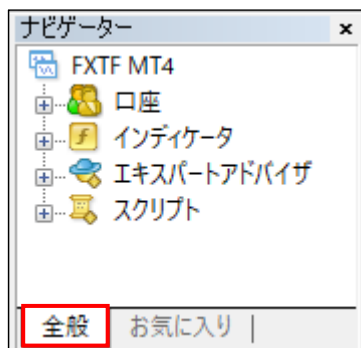 ナビゲーター
FXTF MT4
口座
インディケータ
エキスパートアドバイザ
スクリプト
全般 お気に入り |